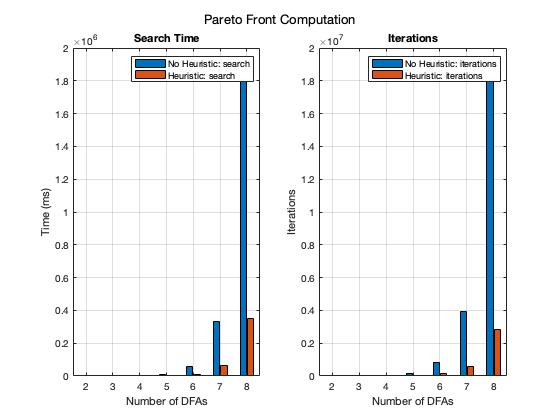 Pareto Front Computation
×10⁶ Search Time
No Heuristic: search
Heuristic: search
2
1.8
1.6
1.4
1.2
1
0.8
0.6
0.4
0.2
0
Time (ms)
2 3 4 5 6 7 8
Number of DFAs
×10⁷ Iterations
No Heuristic: iterations
Heuristic: iterations
2
1.8
1.6
1.4
1.2
1
0.8
0.6
0.4
0.2
0
Iterations
2 3 4 5 6 7 8
Number of DFAs